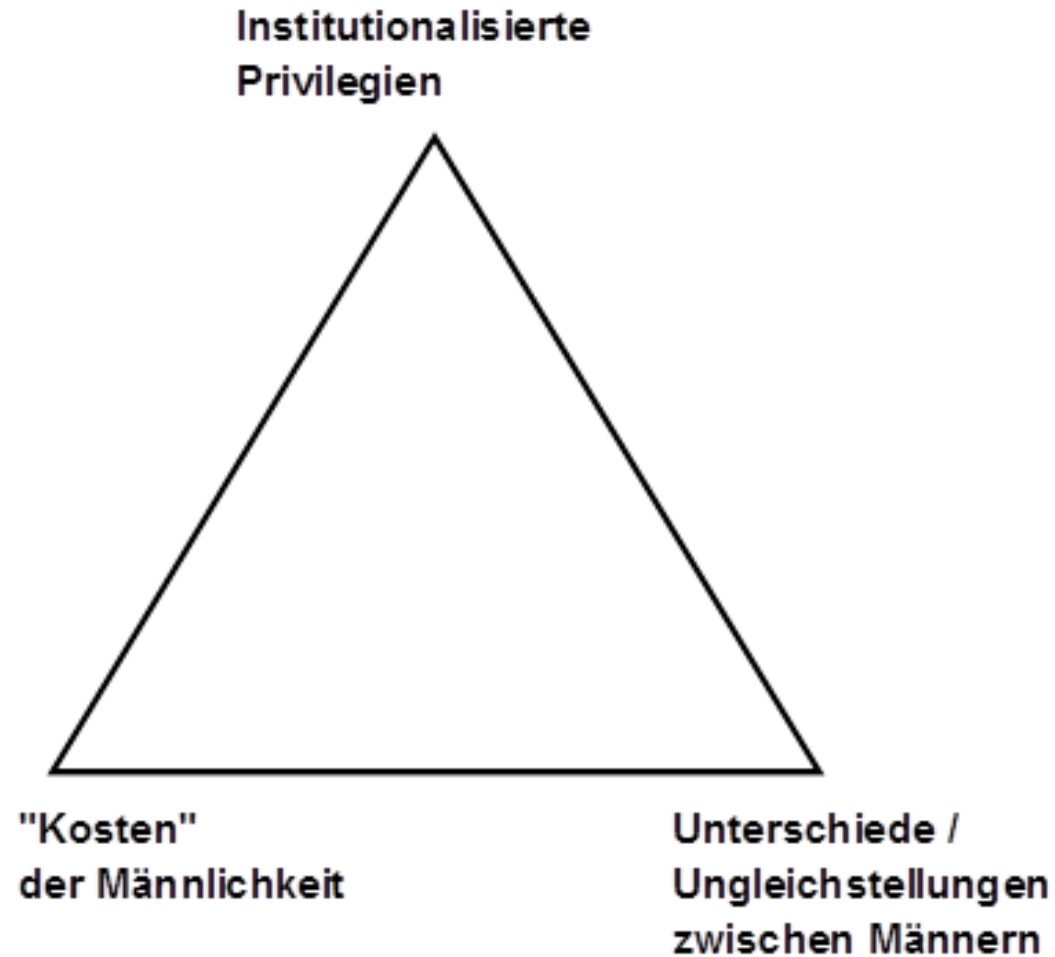 Institutionalisierte
Privilegien
"Kosten"
der Männlichkeit
Unterschiede /
Ungleichstellungen
zwischen Männern